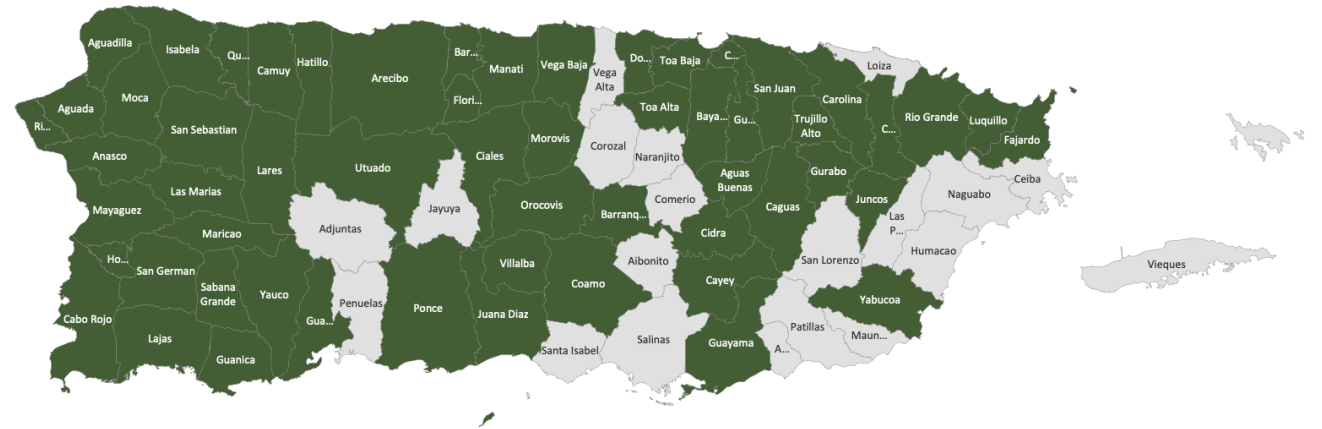 Aguadilla
Isabela
Qu...
Camuy
Hatillo
Arecibo
Bar...
Manati
Vega Baja
Vega
Alta
Do...
Toa Baja
C...
San Juan
Loiza
Carolina
Rio Grande
Luquillo
Fajardo
Moca
Aguada
Ri...
San Sebastian
Flori...
Toa Alta
Baya...
Gu...
Trujillo
Alto
C...
Anasco
Lares
Utuado
Ciales
Morovis
Corozal
Naranjito
Aguas
Buenas
Gurabo
Ceiba
Naguabo
Las Marias
Mayaguez
Jayuya
Orocovis
Barranq...
Comerio
Caguas
Juncos
Las
P...
Maricao
Adjuntas
Cidra
Humacao
Ho...
San German
Villalba
Aibonito
San Lorenzo
Vieques
Sabana
Grande
Yauco
Penuelas
Ponce
Coamo
Cayey
Yabucoa
Cabo Rojo
Gua...
Juana Diaz
Lajas
Salinas
Guayama
Patillas
Maun...
Guanica
Santa Isabel
A...